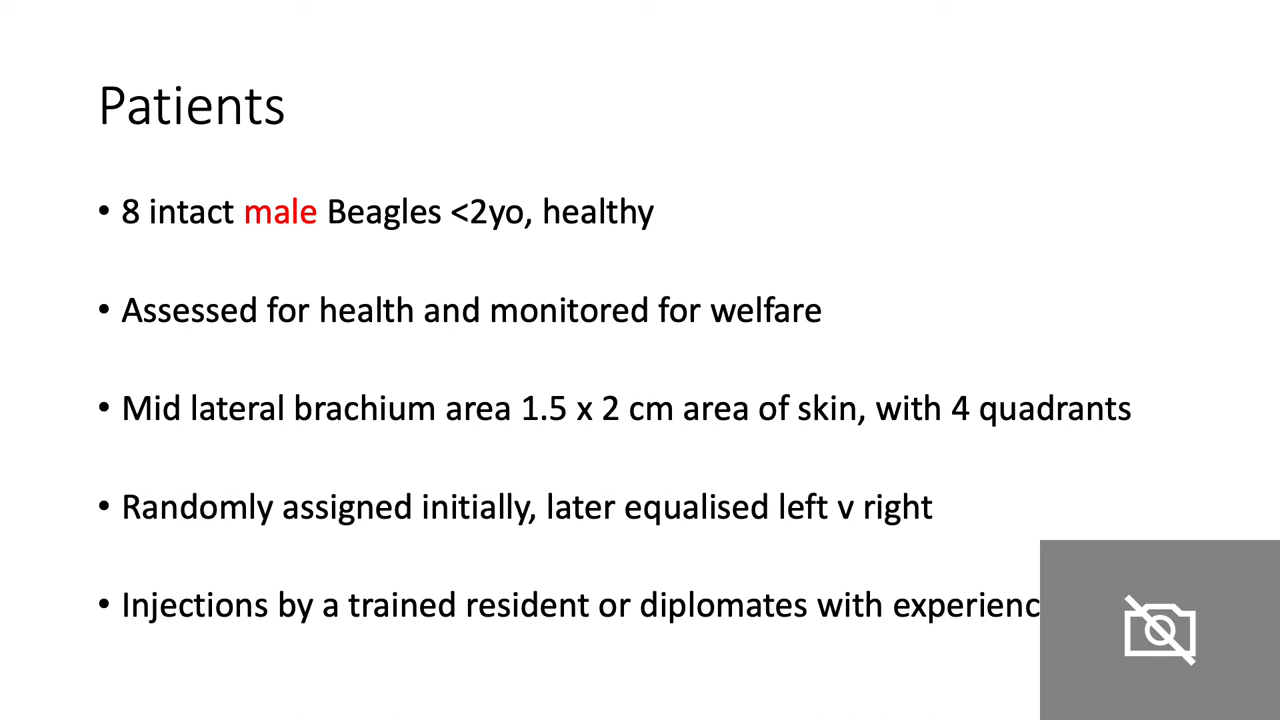 Patients
• 8 intact male Beagles <2yo, healthy
• Assessed for health and monitored for welfare
• Mid lateral brachium area 1.5 x 2 cm area of skin, with 4 quadrants
• Randomly assigned initially, later equalised left v right
• Injections by a trained resident or diplomates with experienc